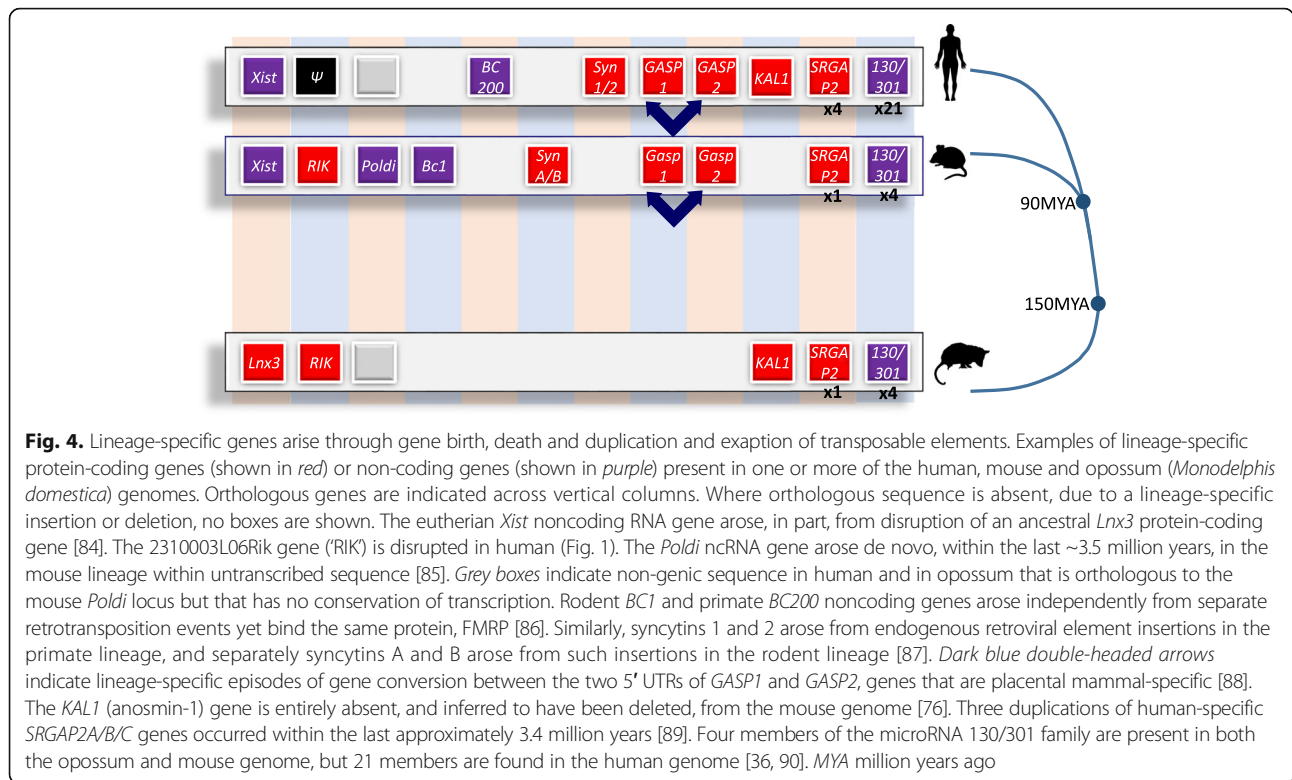 Xist Ψ BC 200 Syn 1/2 GASP 1 GASP 2 KAL1 SRGA P2 130/ 301
x4 x21
Xist RIK Poldi Bc1 Syn A/B Gasp 1 Gasp 2 SRGA P2 130/ 301
x1 x4
90MYA
150MYA
Lnx3 RIK KAL1 SRGA P2 130/ 301
x1 x4
Fig. 4. Lineage-specific genes arise through gene birth, death and duplication and exaption of transposable elements. Examples of lineage-specific
protein-coding genes (shown in red) or non-coding genes (shown in purple) present in one or more of the human, mouse and opossum (Monodelphis
domestica) genomes. Orthologous genes are indicated across vertical columns. Where orthologous sequence is absent, due to a lineage-specific
insertion or deletion, no boxes are shown. The eutherian Xist noncoding RNA gene arose, in part, from disruption of an ancestral Lnx3 protein-coding
gene [84]. The 2310003L06Rik gene (‘RIK’) is disrupted in human (Fig. 1). The Poldi ncRNA gene arose de novo, within the last ~3.5 million years, in the
mouse lineage within untranscribed sequence [85]. Grey boxes indicate non-genic sequence in human and in opossum that is orthologous to the
mouse Poldi locus but that has no conservation of transcription. Rodent BC1 and primate BC200 noncoding genes arose independently from separate
retrotransposition events yet bind the same protein, FMRP [86]. Similarly, syncytins 1 and 2 arose from endogenous retroviral element insertions in the
primate lineage, and separately syncytins A and B arose from such insertions in the rodent lineage [87]. Dark blue double-headed arrows
indicate lineage-specific episodes of gene conversion between the two 5′ UTRs of GASP1 and GASP2, genes that are placental mammal-specific [88].
The KAL1 (anosmin-1) gene is entirely absent, and inferred to have been deleted, from the mouse genome [76]. Three duplications of human-specific
SRGAP2A/B/C genes occurred within the last approximately 3.4 million years [89]. Four members of the microRNA 130/301 family are present in both
the opossum and mouse genome, but 21 members are found in the human genome [36, 90]. MYA million years ago